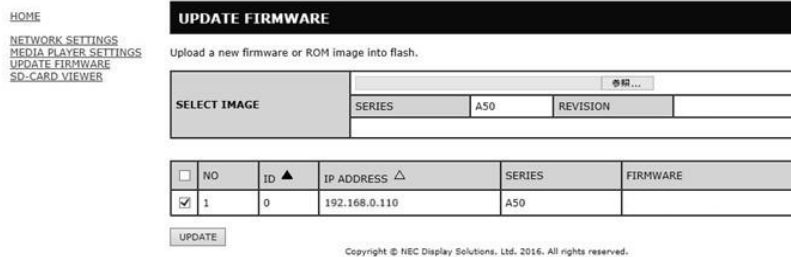 HOME
NETWORK SETTINGS
MEDIA PLAYER SETTINGS
UPDATE FIRMWARE
SD-CARD VIEWER
UPDATE FIRMWARE
Upload a new firmware or ROM image into flash.
SELECT IMAGE
参照...
SERIES A50 REVISION
NO ID ▲ IP ADDRESS △ SERIES FIRMWARE
1 0 192.168.0.110 A50
UPDATE
Copyright © NEC Display Solutions, Ltd. 2016. All rights reserved.